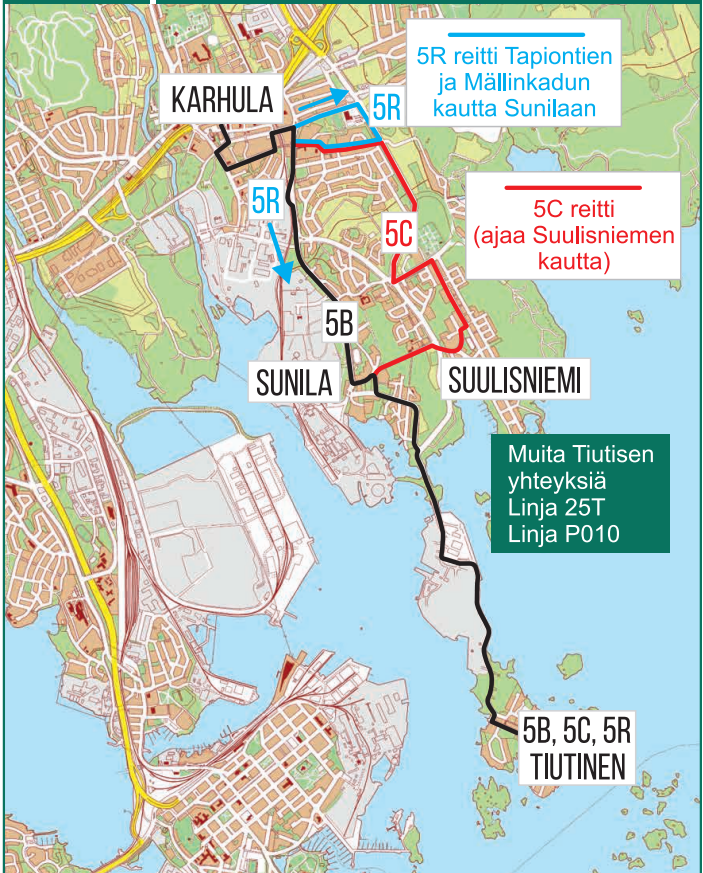 5R reitti Tapiontien
ja Mällinkadun
kautta Sunilaan
KARHULA
5R
5R
5C reitti
(ajaa Suulisniemen
kautta)
5C
5B
SUNILA
SUULISNIEMI
Muita Tiutisen
yhteyksiä
Linja 25T
Linja P010
5B, 5C, 5R
TIUTINEN